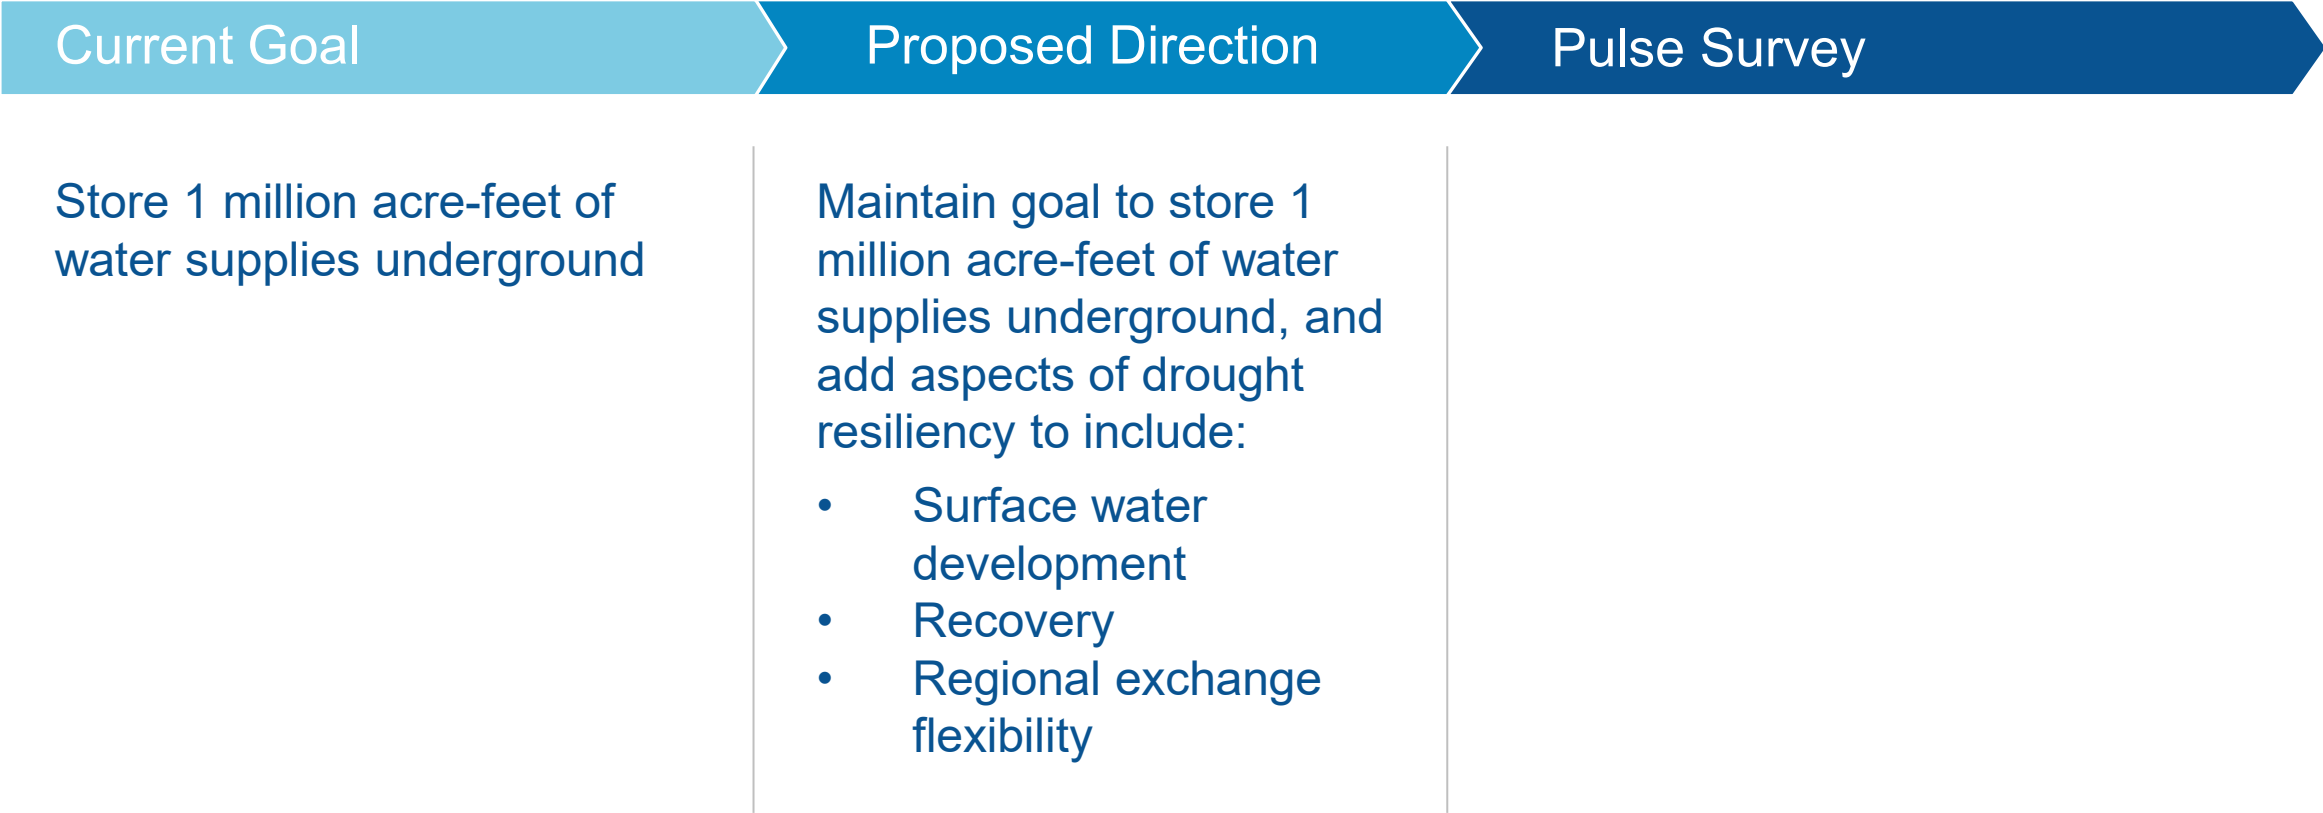 Current Goal
Proposed Direction
Pulse Survey
Store 1 million acre-feet of
water supplies underground
Maintain goal to store 1
million acre-feet of water
supplies underground, and
add aspects of drought
resiliency to include:
• Surface water
development
• Recovery
• Regional exchange
flexibility